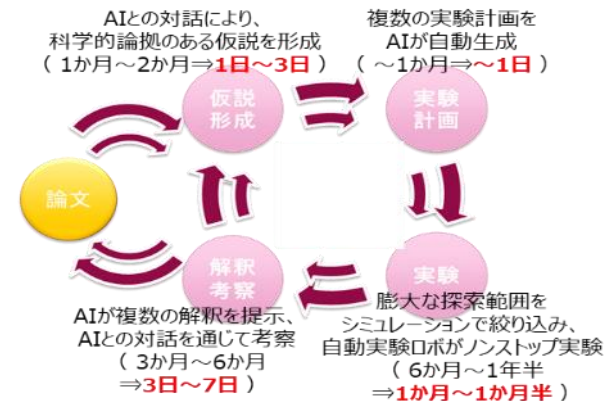 AIとの対話により、
科学的論拠のある仮説を形成
（ 1か月～2か月⇒1日～3日 ）
複数の実験計画を
AIが自動生成
（ ～1か月⇒～1日 ）
仮説
形成
実験
計画
論文
解釈
考察
実験
AIが複数の解釈を提示、
AIとの対話を通じて考察
（ 3か月～6か月
⇒3日～7日 ）
膨大な探索範囲を
シミュレーションで絞り込み、
自動実験ロボがノンストップ実験
（ 6か月～1年半
⇒1か月～1か月半 ）